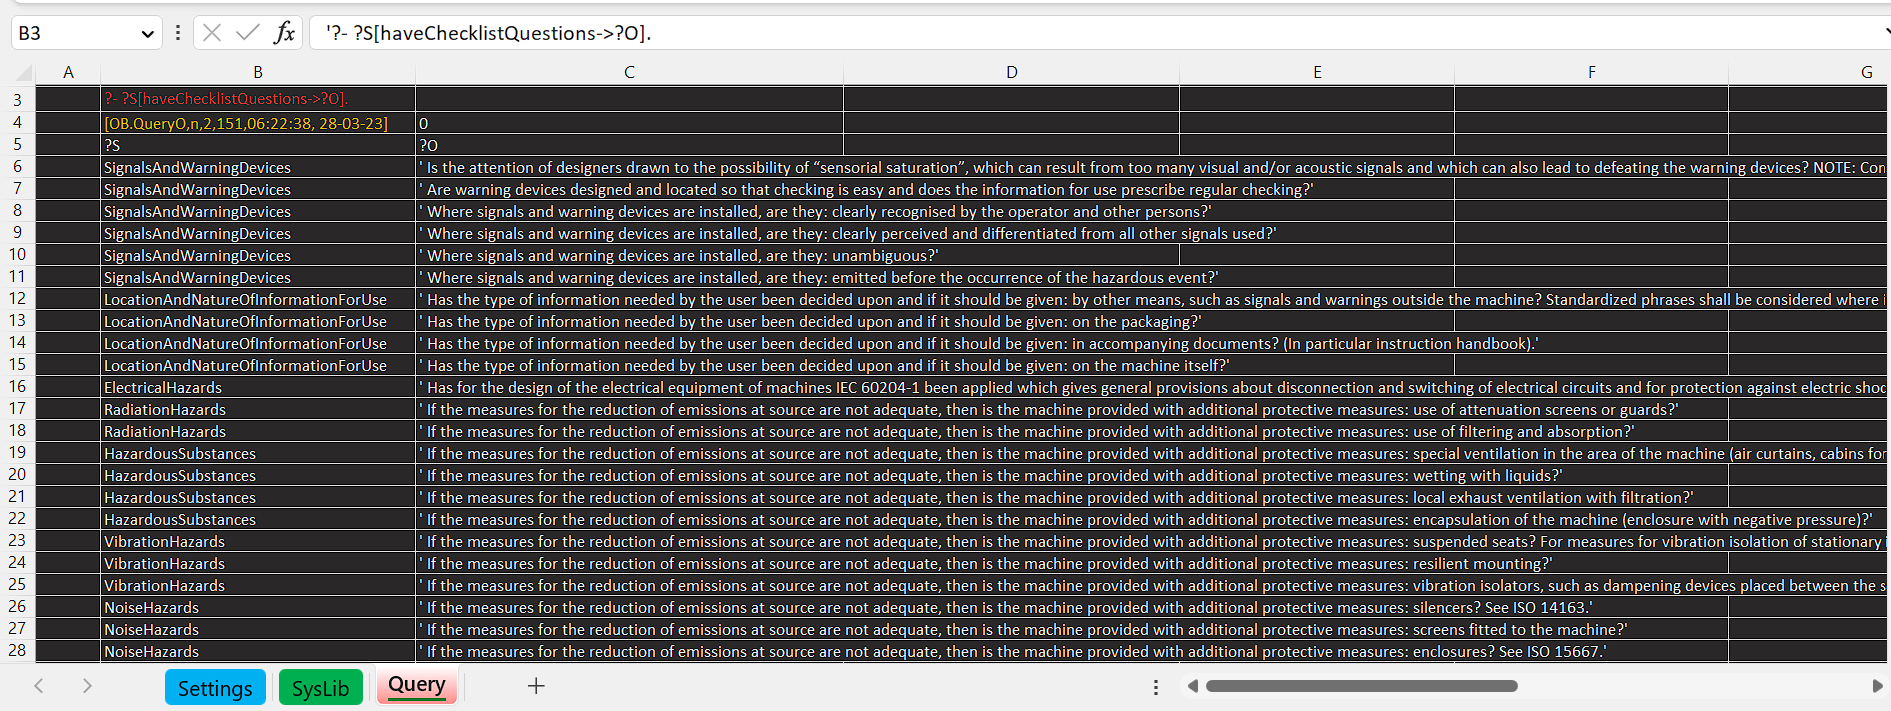 B3 fx '?- ?S[haveChecklistQuestions->?O].
A B C D E F G
3 ?- ?S[haveChecklistQuestions->?O].
4 [OB.QueryO,n,2,151,06:22:38, 28-03-23] 0
5 ?S ?O
6 SignalsAndWarningDevices ' Is the attention of designers drawn to the possibility of “sensorial saturation”, which can result from too many visual and/or acoustic signals and which can also lead to defeating the warning devices? NOTE: Con
7 SignalsAndWarningDevices ' Are warning devices designed and located so that checking is easy and does the information for use prescribe regular checking?'
8 SignalsAndWarningDevices ' Where signals and warning devices are installed, are they: clearly recognised by the operator and other persons?'
9 SignalsAndWarningDevices ' Where signals and warning devices are installed, are they: clearly perceived and differentiated from all other signals used?'
10 SignalsAndWarningDevices ' Where signals and warning devices are installed, are they: unambiguous?'
11 SignalsAndWarningDevices ' Where signals and warning devices are installed, are they: emitted before the occurrence of the hazardous event?'
12 LocationAndNatureOfInformationForUse ' Has the type of information needed by the user been decided upon and if it should be given: by other means, such as signals and warnings outside the machine? Standardized phrases shall be considered where i
13 LocationAndNatureOfInformationForUse ' Has the type of information needed by the user been decided upon and if it should be given: on the packaging?'
14 LocationAndNatureOfInformationForUse ' Has the type of information needed by the user been decided upon and if it should be given: in accompanying documents? (In particular instruction handbook).'
15 LocationAndNatureOfInformationForUse ' Has the type of information needed by the user been decided upon and if it should be given: on the machine itself?'
16 ElectricalHazards ' Has for the design of the electrical equipment of machines IEC 60204-1 been applied which gives general provisions about disconnection and switching of electrical circuits and for protection against electric shoc
17 RadiationHazards ' If the measures for the reduction of emissions at source are not adequate, then is the machine provided with additional protective measures: use of attenuation screens or guards?'
18 RadiationHazards ' If the measures for the reduction of emissions at source are not adequate, then is the machine provided with additional protective measures: use of filtering and absorption?'
19 HazardousSubstances ' If the measures for the reduction of emissions at source are not adequate, then is the machine provided with additional protective measures: special ventilation in the area of the machine (air curtains, cabins for
20 HazardousSubstances ' If the measures for the reduction of emissions at source are not adequate, then is the machine provided with additional protective measures: wetting with liquids?'
21 HazardousSubstances ' If the measures for the reduction of emissions at source are not adequate, then is the machine provided with additional protective measures: local exhaust ventilation with filtration?'
22 HazardousSubstances ' If the measures for the reduction of emissions at source are not adequate, then is the machine provided with additional protective measures: encapsulation of the machine (enclosure with negative pressure)?'
23 VibrationHazards ' If the measures for the reduction of emissions at source are not adequate, then is the machine provided with additional protective measures: suspended seats? For measures for vibration isolation of stationary i
24 VibrationHazards ' If the measures for the reduction of emissions at source are not adequate, then is the machine provided with additional protective measures: resilient mounting?'
25 VibrationHazards ' If the measures for the reduction of emissions at source are not adequate, then is the machine provided with additional protective measures: vibration isolators, such as dampening devices placed between the s
26 NoiseHazards ' If the measures for the reduction of emissions at source are not adequate, then is the machine provided with additional protective measures: silencers? See ISO 14163.'
27 NoiseHazards ' If the measures for the reduction of emissions at source are not adequate, then is the machine provided with additional protective measures: screens fitted to the machine?'
28 NoiseHazards ' If the measures for the reduction of emissions at source are not adequate, then is the machine provided with additional protective measures: enclosures? See ISO 15667.'
Settings SysLib Query